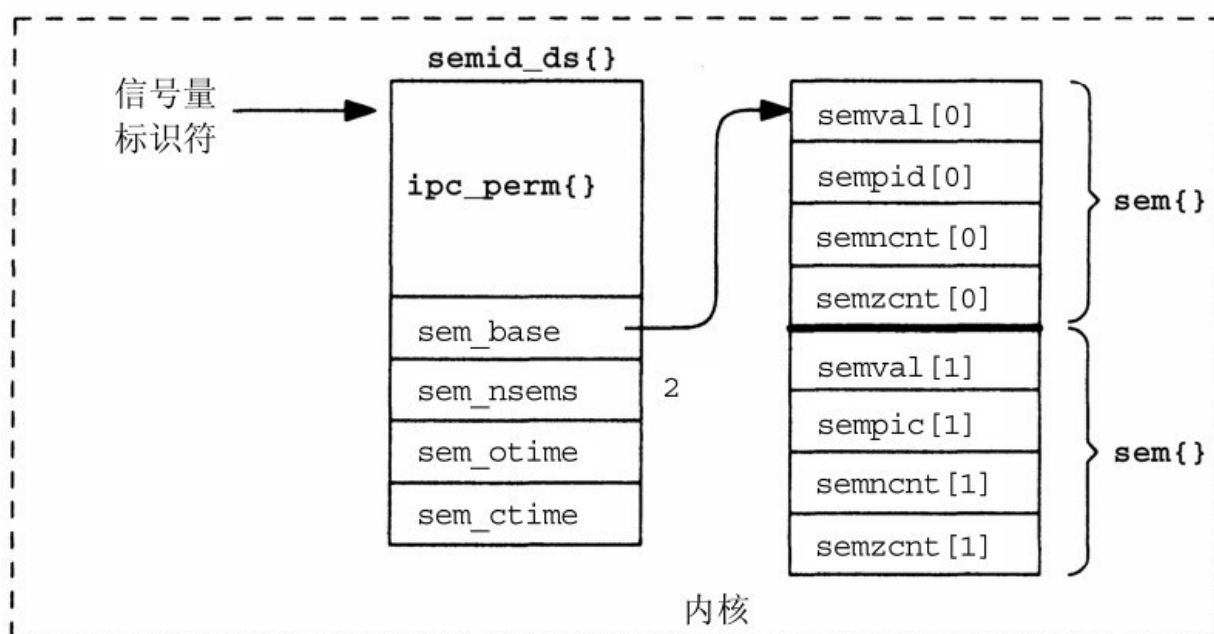 semid_ds{}
信号量
标识符
ipc_perm{}
sem_base
sem_nsems
2
sem_otime
sem_ctime
semval[0]
sempid[0]
semncnt[0]
semzcnt[0]
sem{}
semval[1]
sempic[1]
semncnt[1]
semzcnt[1]
sem{}
内核